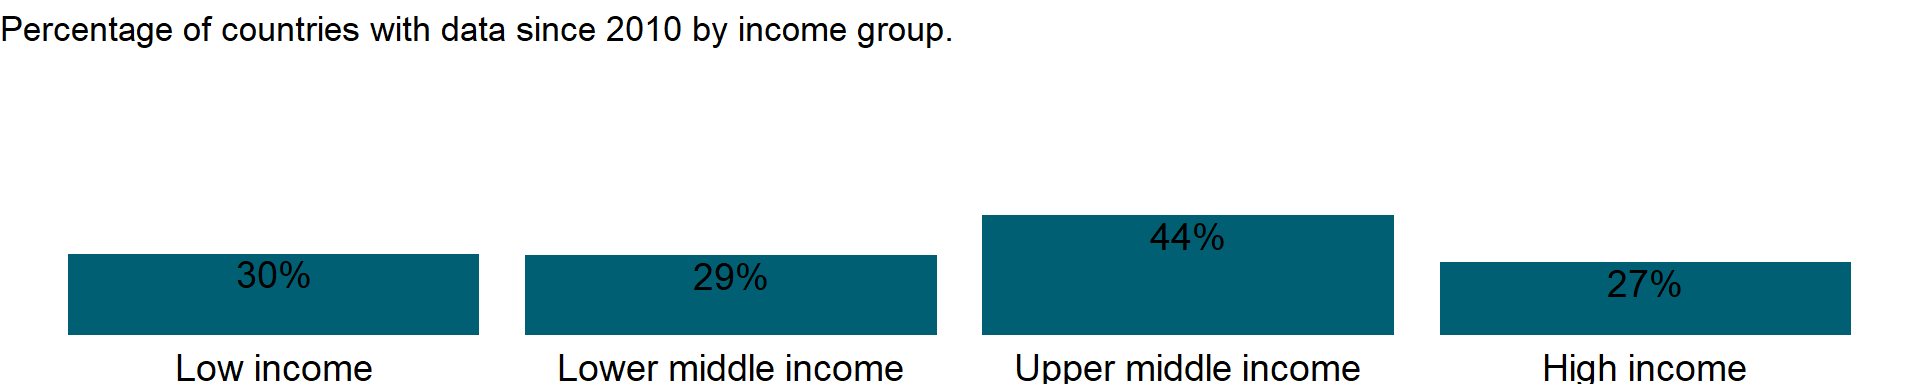 Percentage of countries with data since 2010 by income group.
30%
29%
44%
27%
Low income
Lower middle income
Upper middle income
High income